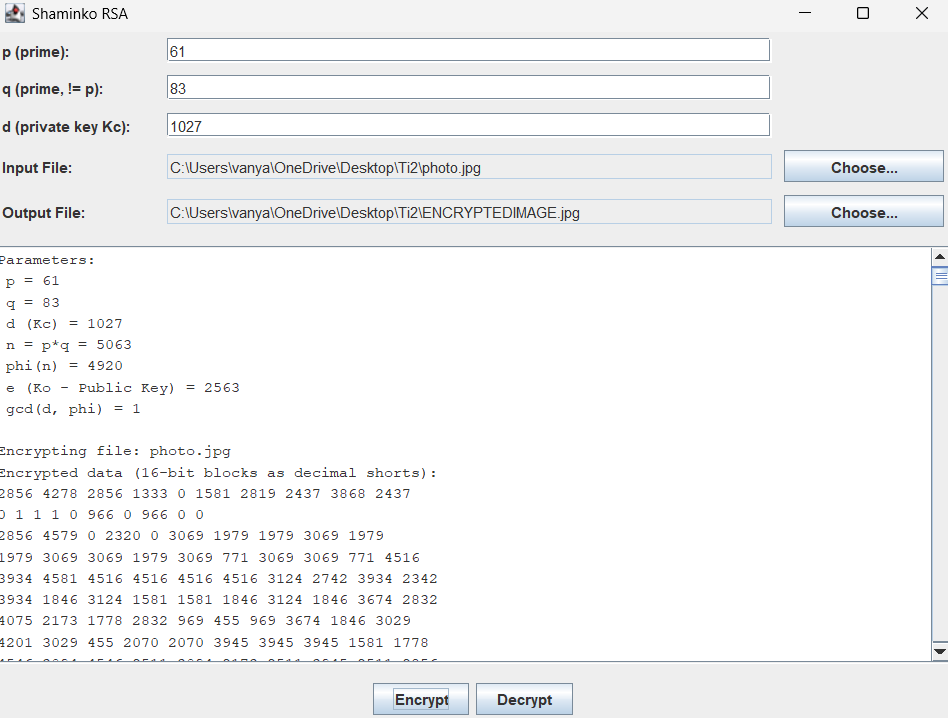 Shaminko RSA
p (prime): 61
q (prime, != p): 83
d (private key Kc): 1027
Input File: C:\Users\vanya\OneDrive\Desktop\Ti2\photo.jpg Choose...
Output File: C:\Users\vanya\OneDrive\Desktop\Ti2\ENCRYPTEDIMAGE.jpg Choose...
Parameters:
p = 61
q = 83
d (Kc) = 1027
n = p*q = 5063
phi(n) = 4920
e (Ko - Public Key) = 2563
gcd(d, phi) = 1
Encrypting file: photo.jpg
Encrypted data (16-bit blocks as decimal shorts):
2856 4278 2856 1333 0 1581 2819 2437 3868 2437
0 1 1 1 0 966 0 966 0 0
2856 4579 0 2320 0 3069 1979 1979 3069 1979
1979 3069 3069 1979 3069 771 3069 3069 771 4516
3934 4581 4516 4516 4516 4516 3124 2742 3934 2342
3934 1846 3124 1581 1581 1846 3124 1846 3674 2832
4075 2173 1778 2832 969 455 969 3674 1846 3029
4201 3029 455 2070 2070 3945 3945 3945 1581 1778
Encrypt Decrypt